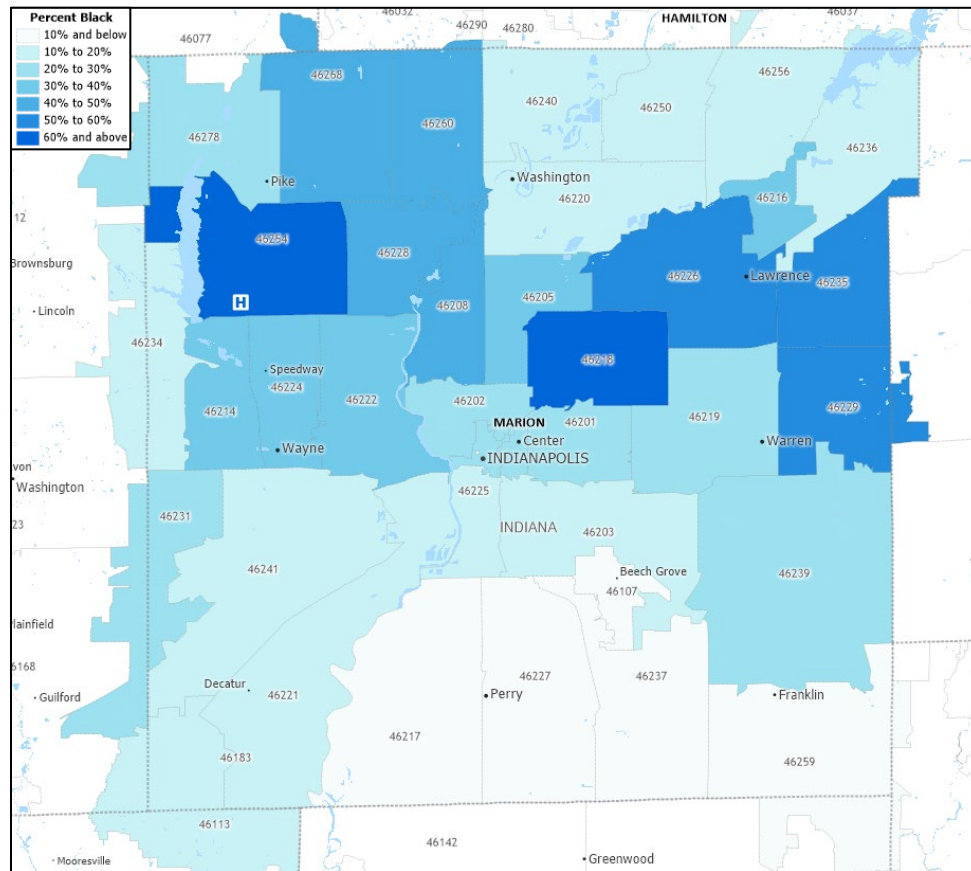 Percent Black
10% and below
10% to 20%
20% to 30%
30% to 40%
40% to 50%
50% to 60%
60% and above
46077
46032
46290
46280
HAMILTON
46037
46268
46260
46240
46250
46256
46278
46236
Pike
Washington
46220
46216
12
46254
46228
46226
Lawrence
46235
Brownsburg
H
46208
46205
Lincoln
46234
46218
Speedway
46224
46214
46222
46202
46229
MARION
46201
46219
Center
Warren
Wayne
INDIANAPOLIS
von
Washington
46225
46231
23
INDIANA
46203
46241
Beech Grove
46239
46107
lainfield
6168
Decatur
46227
46237
Guilford
46221
Perry
Franklin
46217
46183
46259
46113
46142
Mooresville
Greenwood